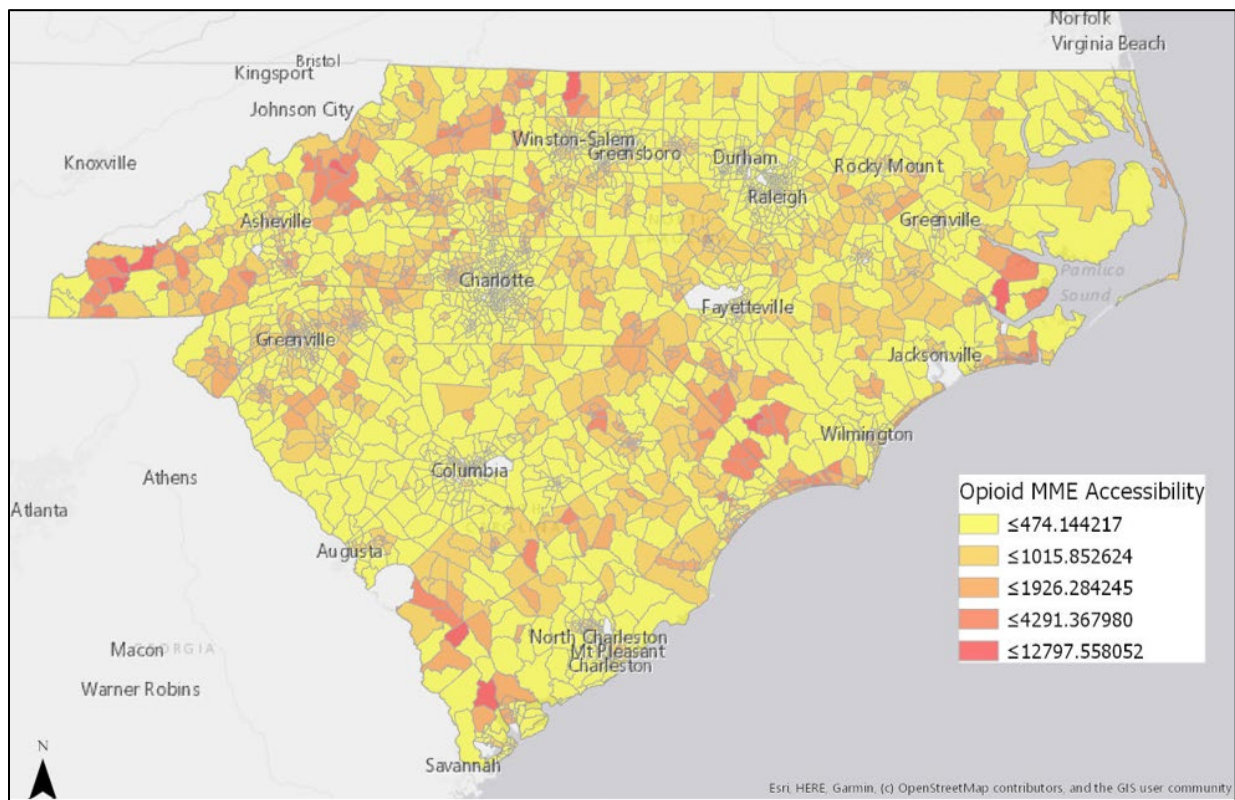 Norfolk
Virginia Beach
Bristol
Kingsport
Johnson City
Knoxville
Winston-Salem
Greensboro
Durham
Rocky Mount
Raleigh
Asheville
Greenville
Charlotte
Pamlico
Sound
Fayetteville
Greenville
Jacksonville
Wilmington
Columbia
Athens
Atlanta
Augusta
North Charleston
Mt Pleasant
Charleston
Macon
GEORGIA
Warner Robins
Savannah
Opioid MME Accessibility
≤474.144217
≤1015.852624
≤1926.284245
≤4291.367980
≤12797.558052
N
Esri, HERE, Garmin, (c) OpenStreetMap contributors, and the GIS user community